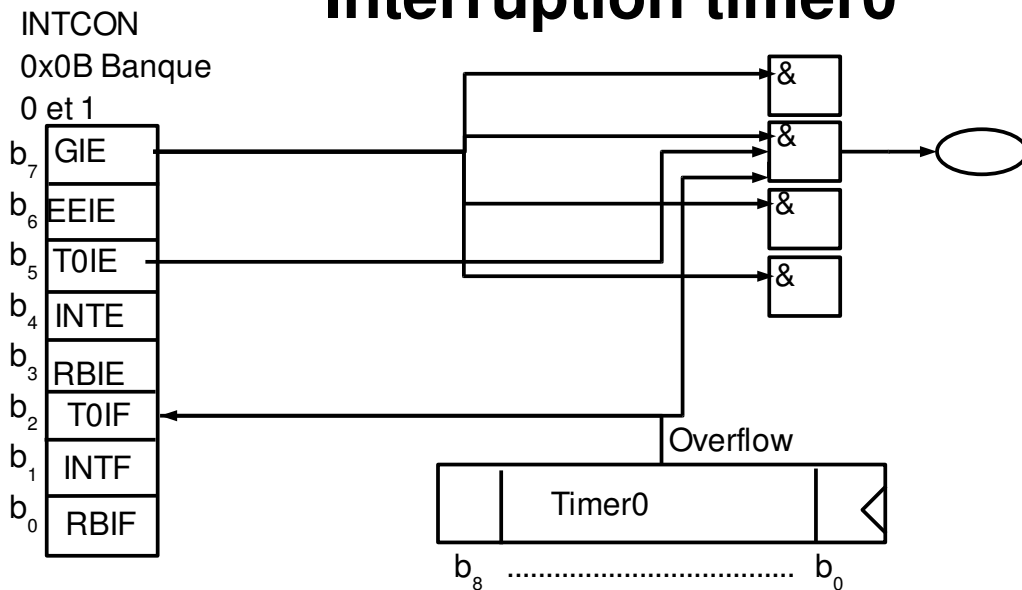 Interruption timer0
INTCON
0x0B Banque
0 et 1
b7 GIE
b6 EEIE
b5 T0IE
b4 INTE
b3 RBIE
b2 T0IF
b1 INTF
b0 RBIF
&
&
&
&
Overflow
Timer0
b8 ..................................... b0